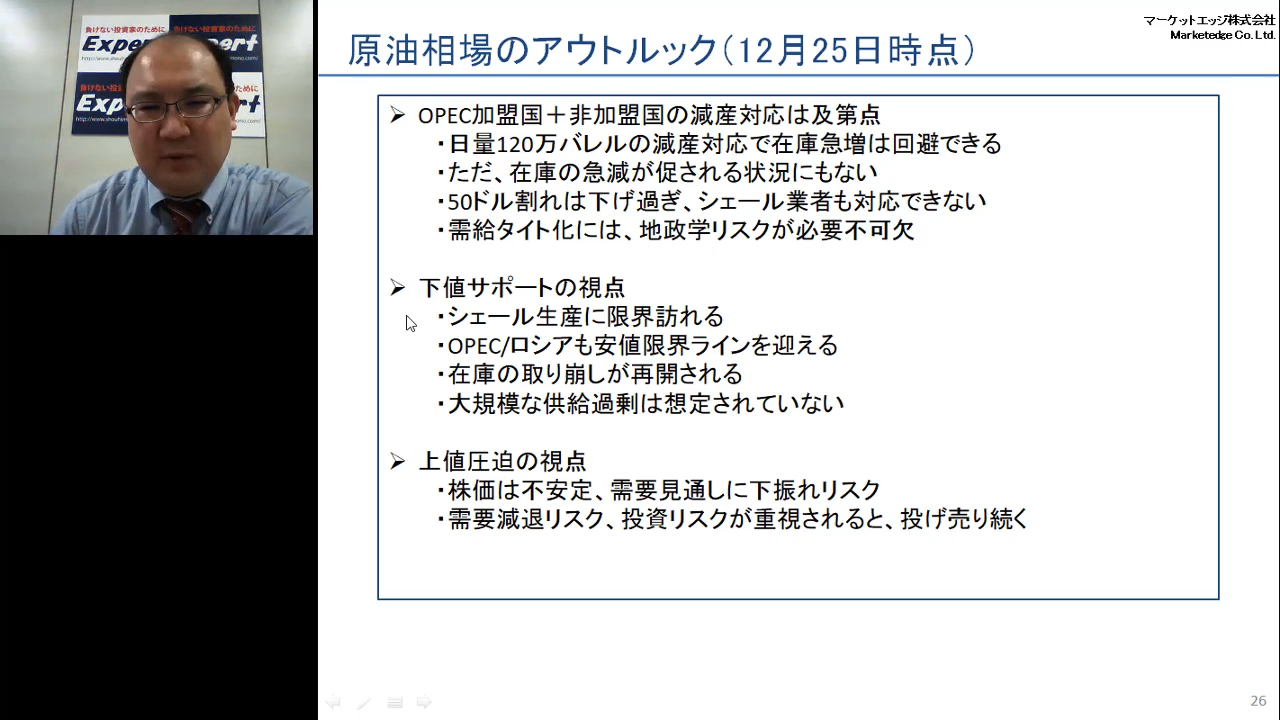 マーケットエッジ株式会社
Marketedge Co.Ltd.
原油相場のアウトルック（12月25日時点）
➢ OPEC加盟国＋非加盟国の減産対応は及第点
・日量120万バレルの減産対応で在庫急増は回避できる
・ただ、在庫の急減が促される状況にもない
・50ドル割れは下げ過ぎ、シェール業者も対応できない
・需給タイト化には、地政学リスクが必要不可欠
➢ 下値サポートの視点
・シェール生産に限界訪れる
・OPEC/ロシアも安値限界ラインを迎える
・在庫の取り崩しが再開される
・大規模な供給過剰は想定されていない
➢ 上値圧迫の視点
・株価は不安定、需要見通しに下振れリスク
・需要減退リスク、投資リスクが重視されると、投げ売り続く
26
負けない投資家のために